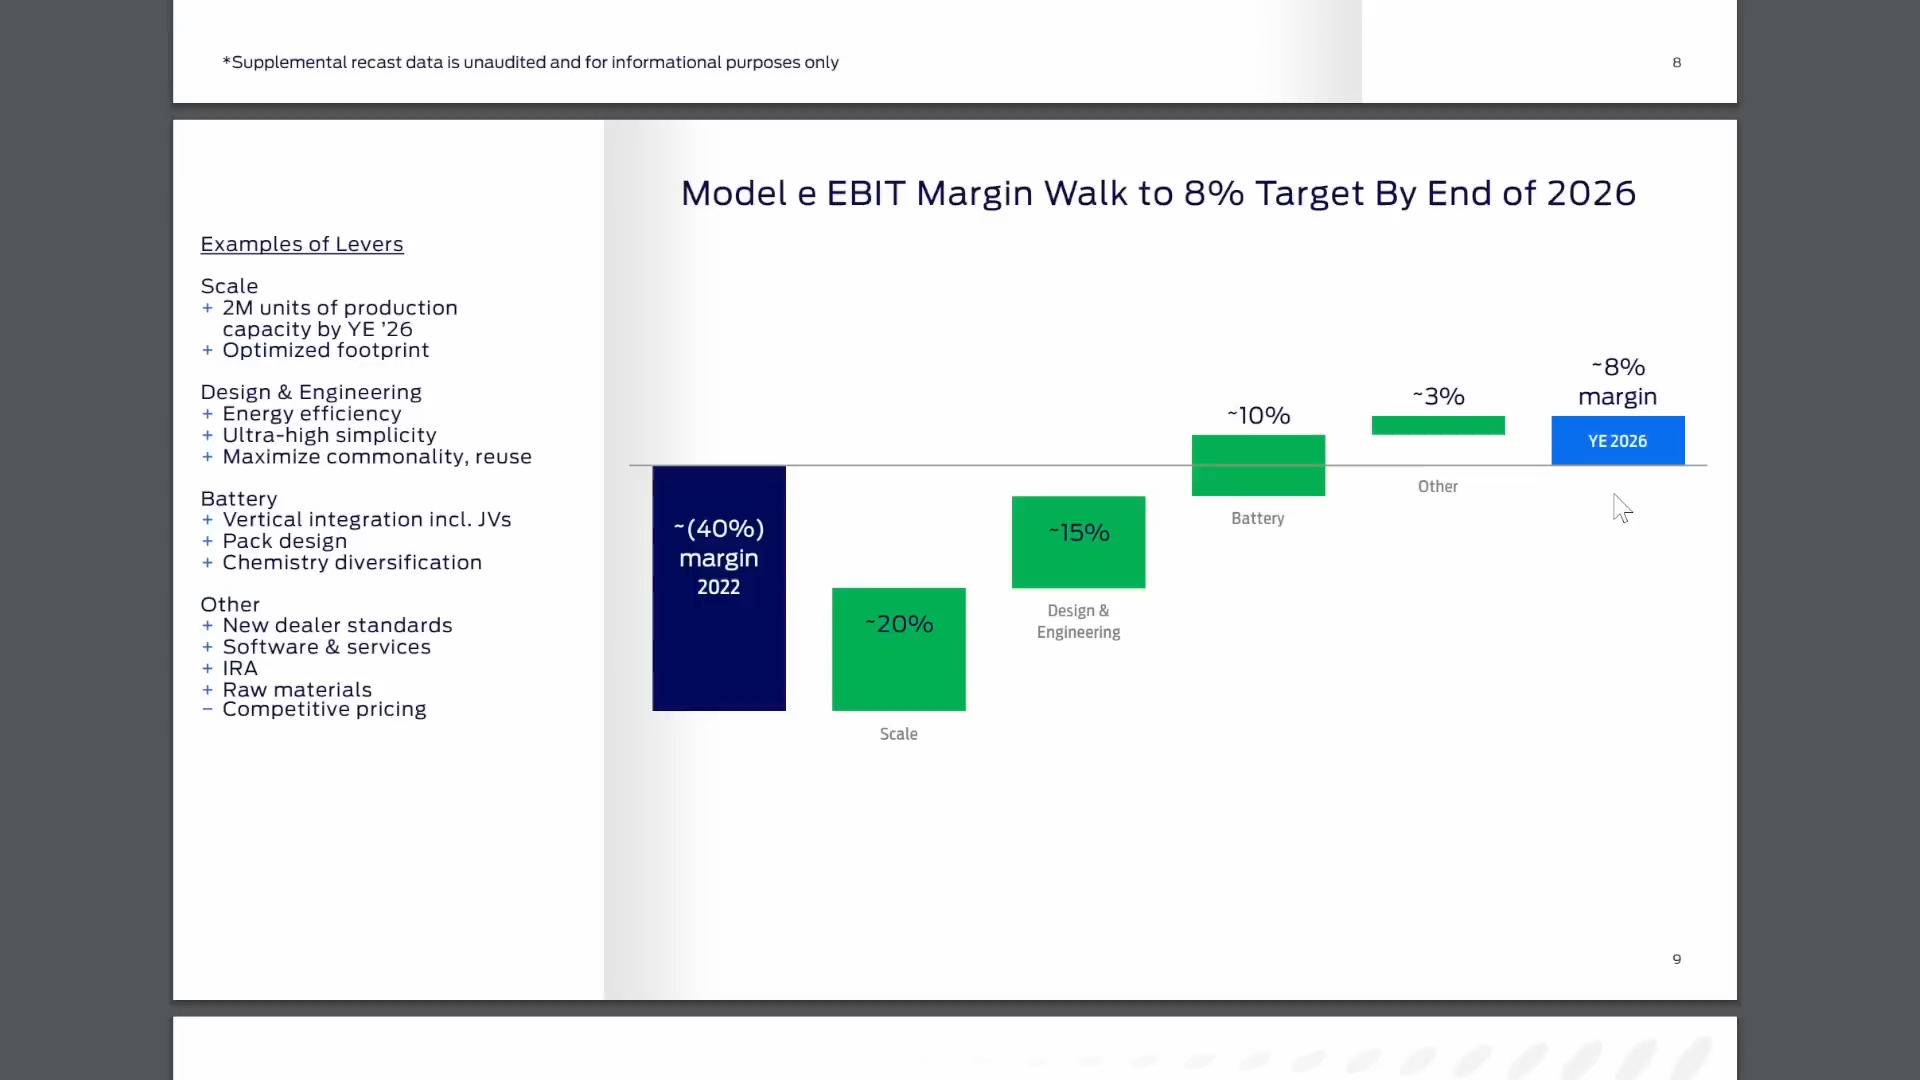 *Supplemental recast data is unaudited and for informational purposes only
8
Model e EBIT Margin Walk to 8% Target By End of 2026
Examples of Levers
Scale
+ 2M units of production
capacity by YE ’26
+ Optimized footprint
Design & Engineering
+ Energy efficiency
+ Ultra-high simplicity
+ Maximize commonality, reuse
Battery
+ Vertical integration incl. JVs
+ Pack design
+ Chemistry diversification
Other
+ New dealer standards
+ Software & services
+ IRA
+ Raw materials
– Competitive pricing
~(40%)
margin
2022
~20%
Scale
~15%
Design &
Engineering
~10%
Battery
~3%
Other
~8%
margin
YE 2026
9